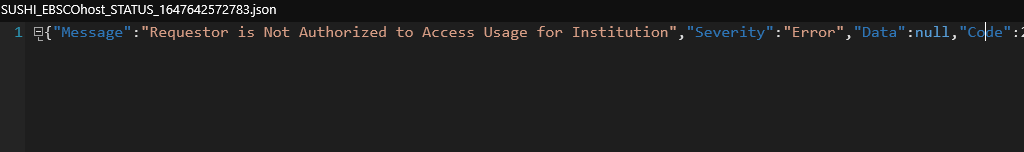 SUSHI_EBSCOhost_STATUS_1647642572783.json
1 {"Message":"Requestor is Not Authorized to Access Usage for Institution","Severity":"Error","Data":null,"Code":